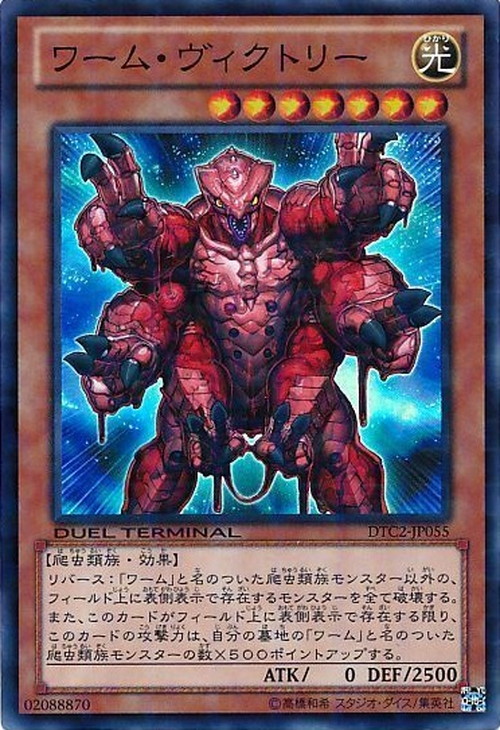 ワーム・ヴィクトリー
光
DUEL TERMINAL
DTC2-JP055
【爬虫類族・効果】
リバース：「ワーム」と名のついた爬虫類族モンスター以外の、
フィールド上に表側表示で存在するモンスターを全て破壊する。
また、このカードがフィールド上に表側表示で存在する限り、
このカードの攻撃力は、自分の墓地の「ワーム」と名のついた
爬虫類族モンスターの数×５００ポイントアップする。
ATK/ 0 DEF/2500
02088870
©高橋和希 スタジオ・ダイス/集英社